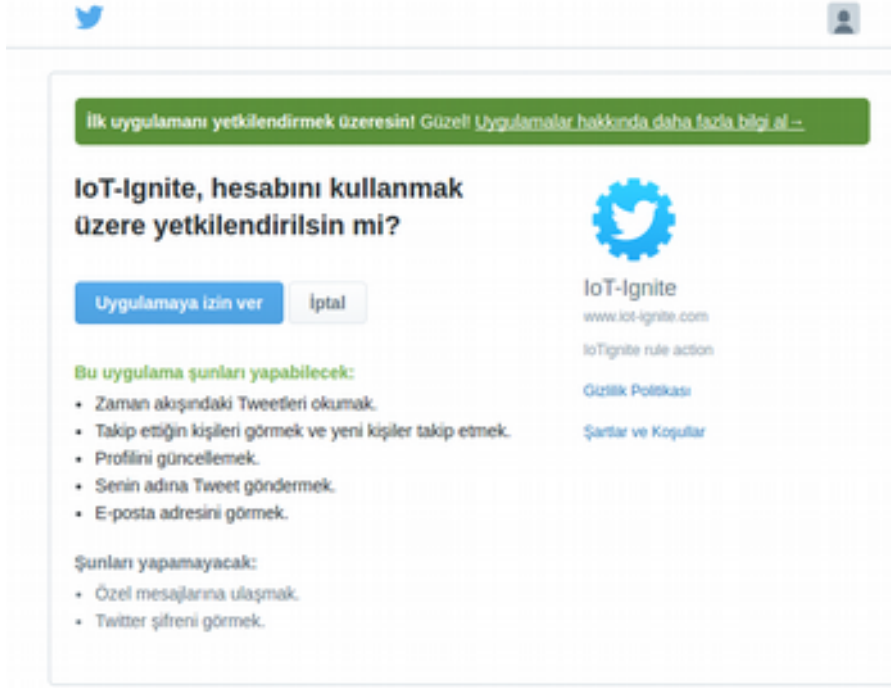 İlk uygulamanı yetkilendirmek üzeresin! Güzel! Uygulamalar hakkında daha fazla bilgi al→
IoT-Ignite, hesabını kullanmak
üzere yetkilendirilsin mi?
Uygulamaya izin ver
İptal
Bu uygulama şunları yapabilecek:
• Zaman akışındaki Tweetleri okumak.
• Takip ettiğin kişileri görmek ve yeni kişiler takip etmek.
• Profilini güncellemek.
• Senin adına Tweet göndermek.
• E-posta adresini görmek.
Şunları yapamayacak:
• Özel mesajlarına ulaşmak.
• Twitter şifreni görmek.
IoT-Ignite
www.iot-ignite.com
IoTignite rule action
Gizlilik Politikası
Şartlar ve Koşullar